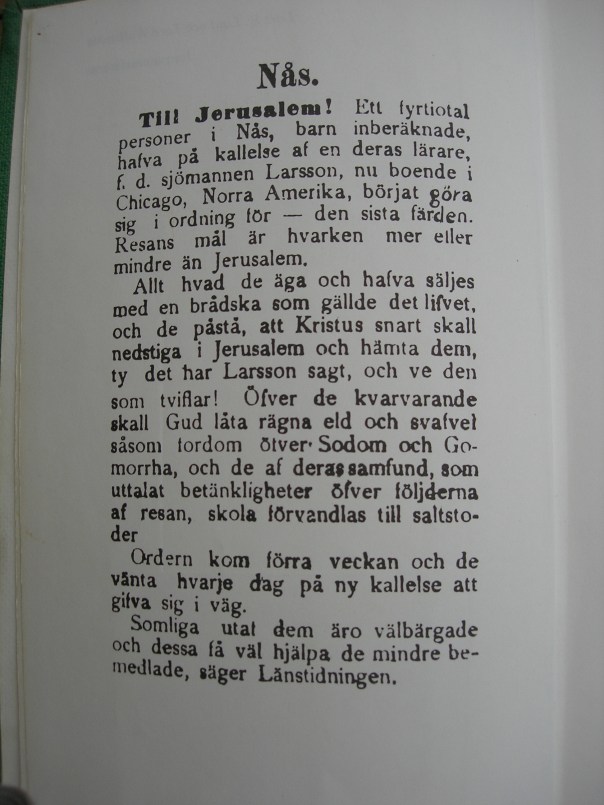 Nås.
Till Jerusalem! Ett fyrtiotal
personer i Nås, barn inberäknade,
hafva på kallelse af en deras lärare,
f. d. sjömannen Larsson, nu boende i
Chicago, Norra Amerika, börjat göra
sig i ordning för — den sista färden.
Resans mål är hvarken mer eller
mindre än Jerusalem.
Allt hvad de äga och hafva säljes
med en brådska som gällde det lifvet,
och de påstå, att Kristus snart skall
nedstiga i Jerusalem och hämta dem,
ty det har Larsson sagt, och ve den
som tviflar! Öfver de kvarvarande
skall Gud låta rägna eld och svafvel
såsom fordom öfver Sodom och Go-
morrha, och de af deras samfund, som
uttalat betänkligheter öfver följderna
af resan, skola förvandlas till saltsto-
der
Ordern kom förra veckan och de
vänta hvarje dag på ny kallelse att
gifva sig i väg.
Somliga utaf dem äro välbärgade
och dessa få väl hjälpa de mindre be-
medlade, säger Länstidningen.